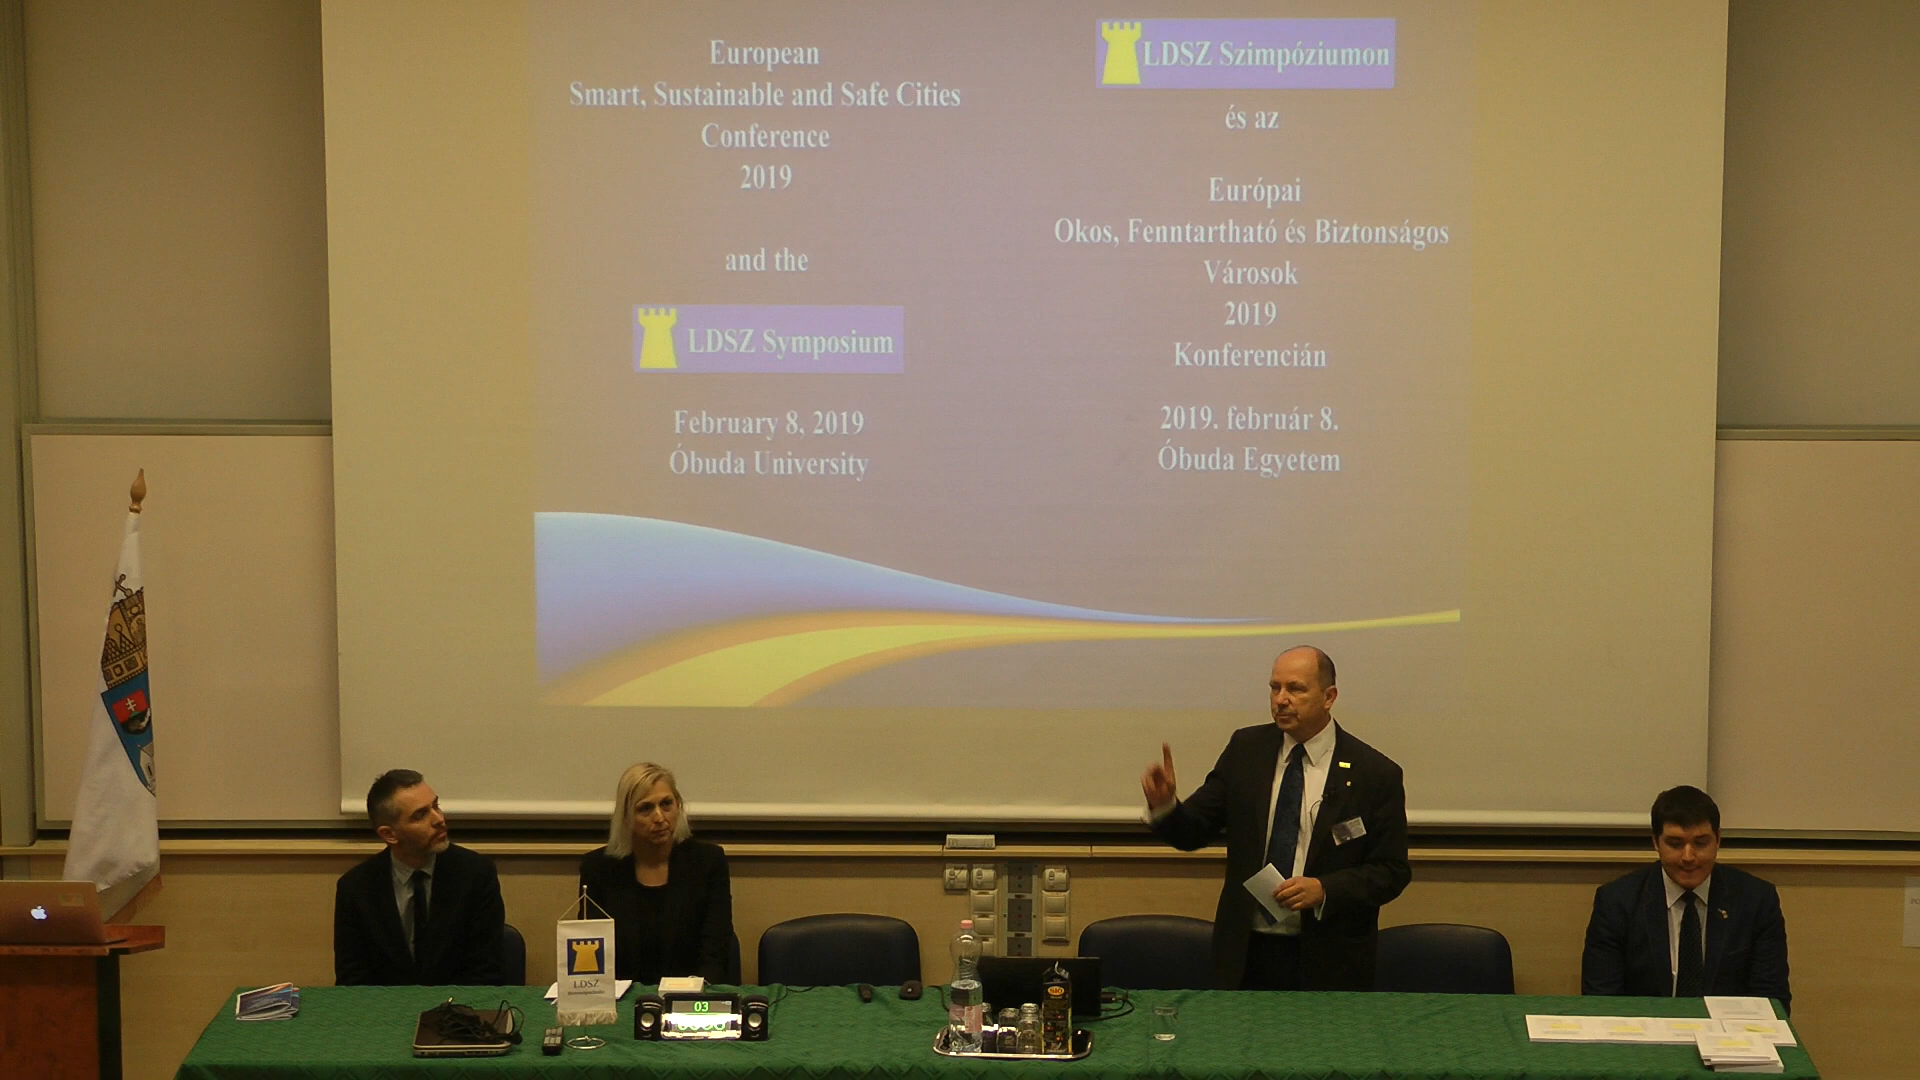 European
Smart, Sustainable and Safe Cities
Conference
2019
and the
LDSZ Symposium
February 8, 2019
Óbuda University
LDSZ Szimpóziumon
és az
Európai
Okos, Fenntartható és Biztonságos
Városok
2019
Konferencián
2019. február 8.
Óbuda Egyetem
LDSZ
03
SIÓ